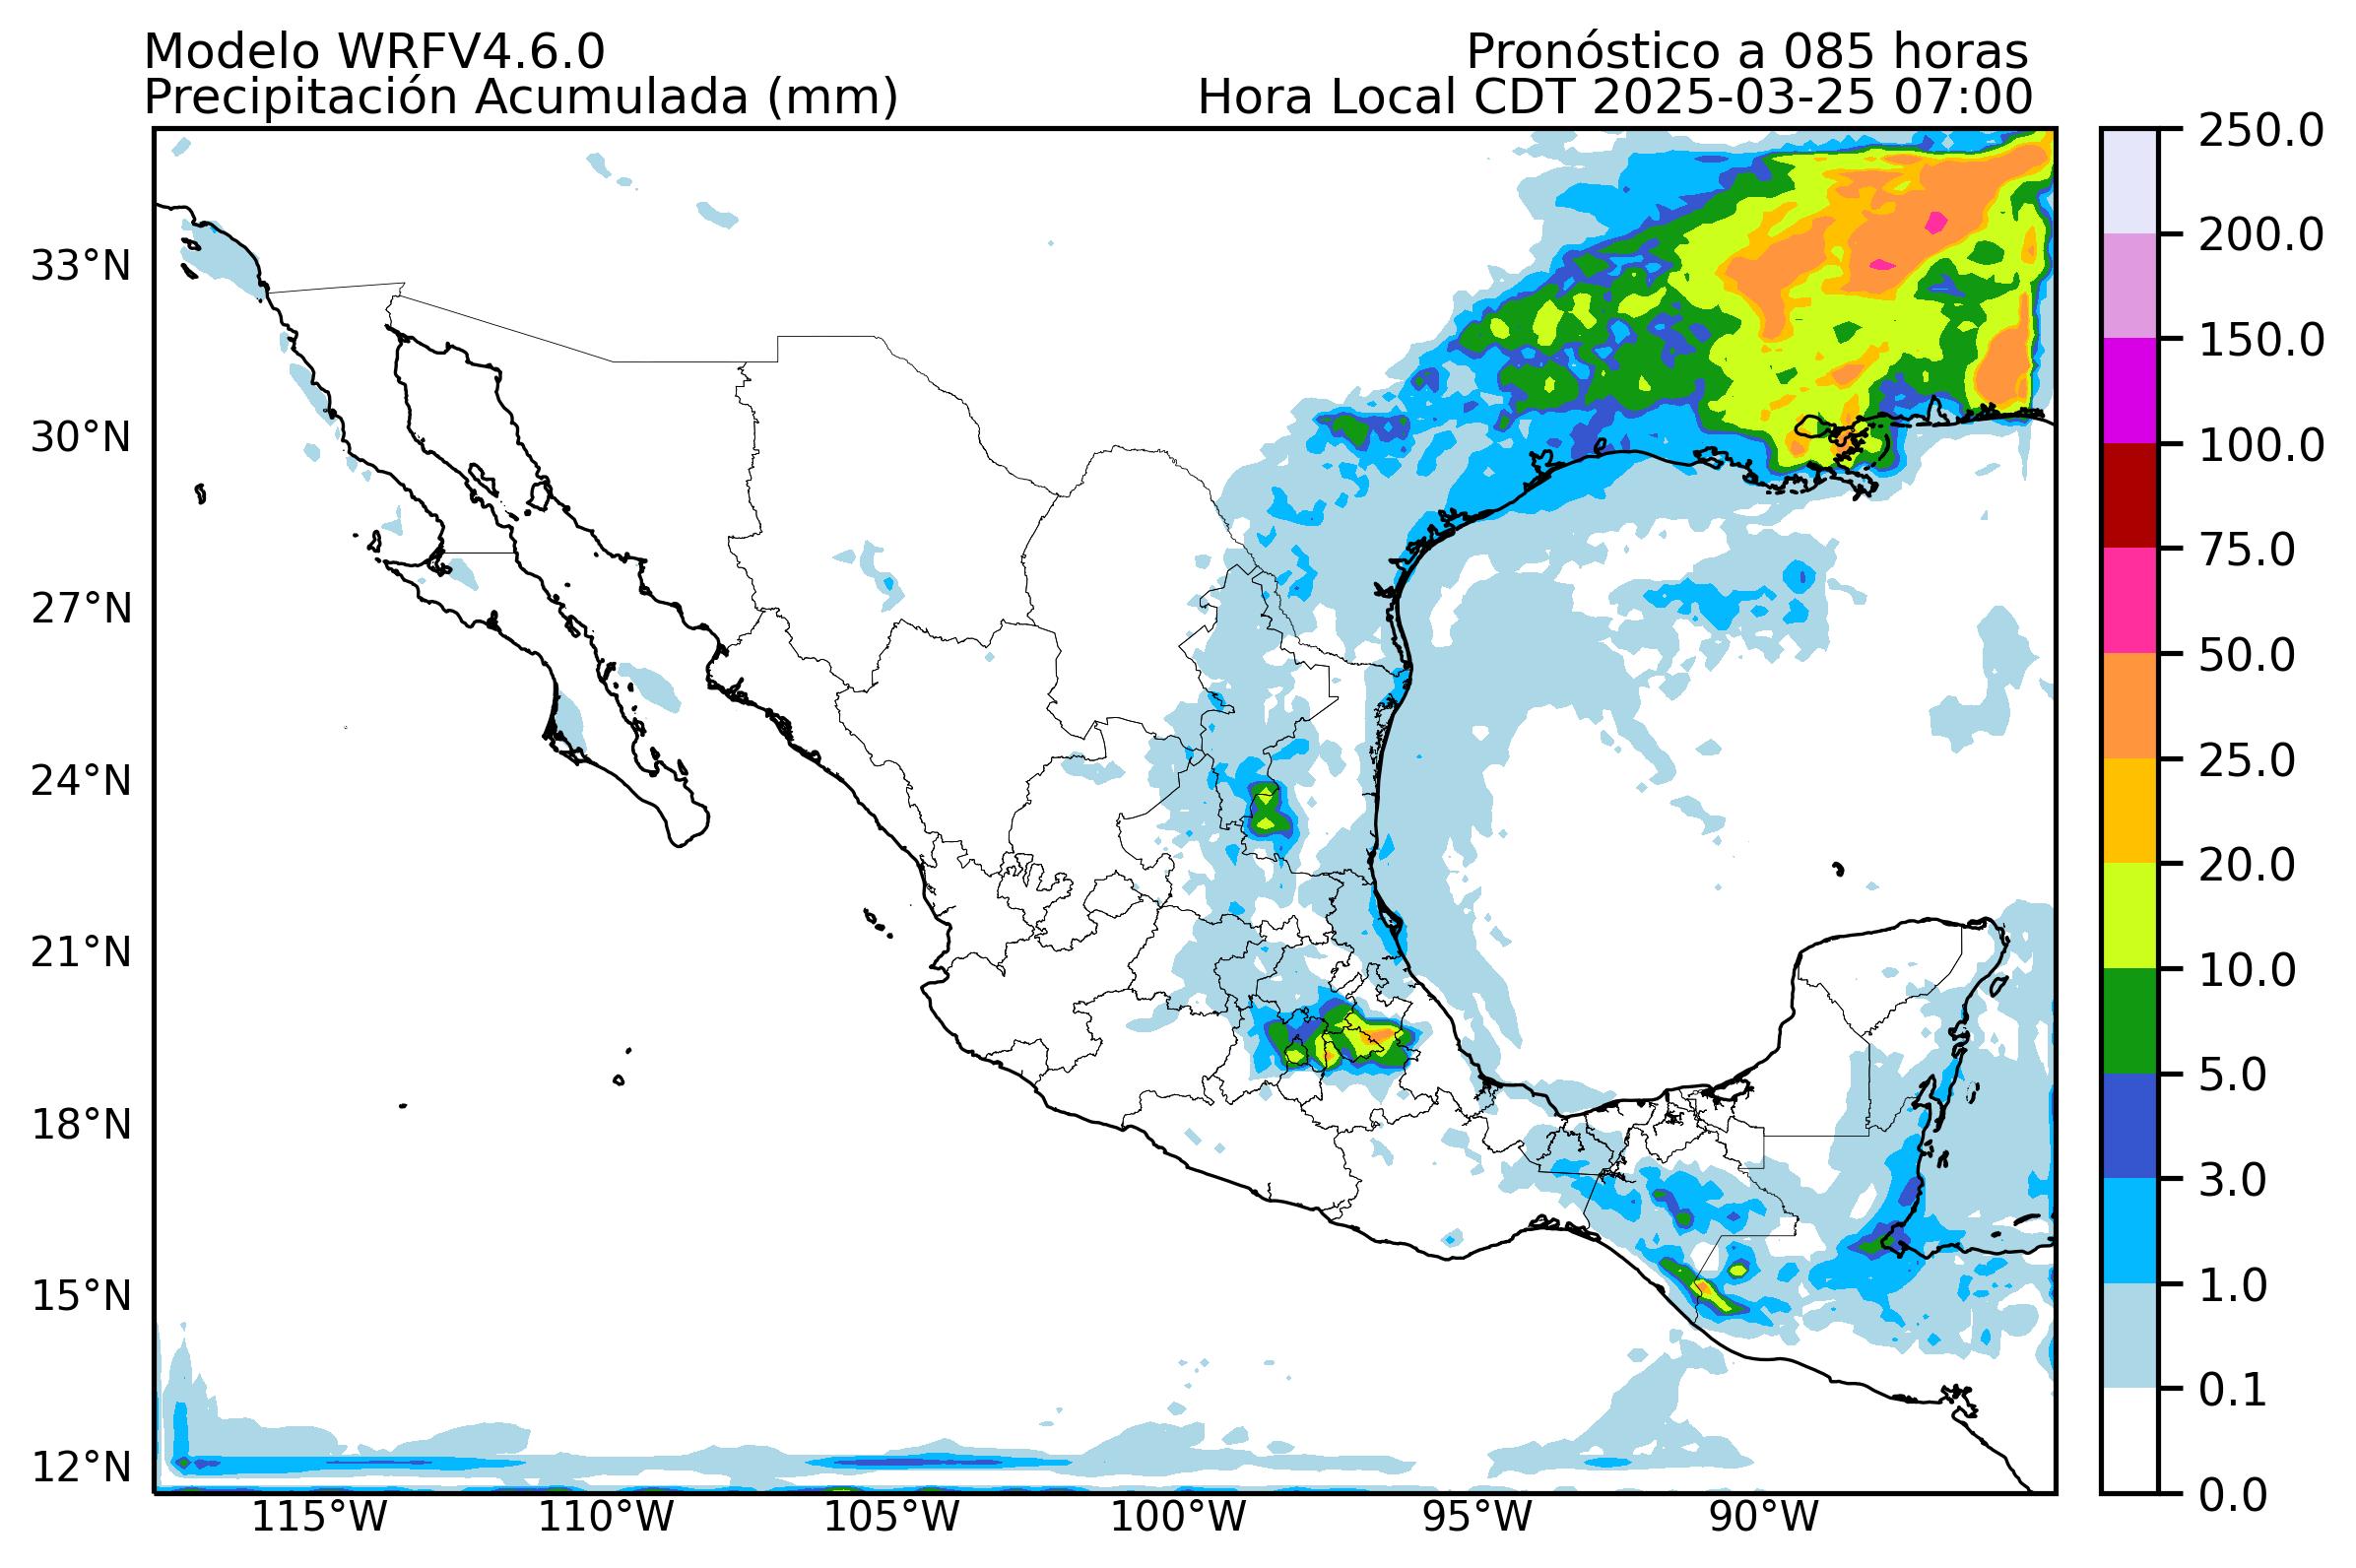 Modelo WRFV4.6.0
Pronóstico a 085 horas
Precipitación Acumulada (mm)
Hora Local CDT 2025-03-25 07:00
33°N
30°N
27°N
24°N
21°N
18°N
15°N
12°N
115°W
110°W
105°W
100°W
95°W
90°W
250.0
200.0
150.0
100.0
75.0
50.0
25.0
20.0
10.0
5.0
3.0
1.0
0.1
0.0